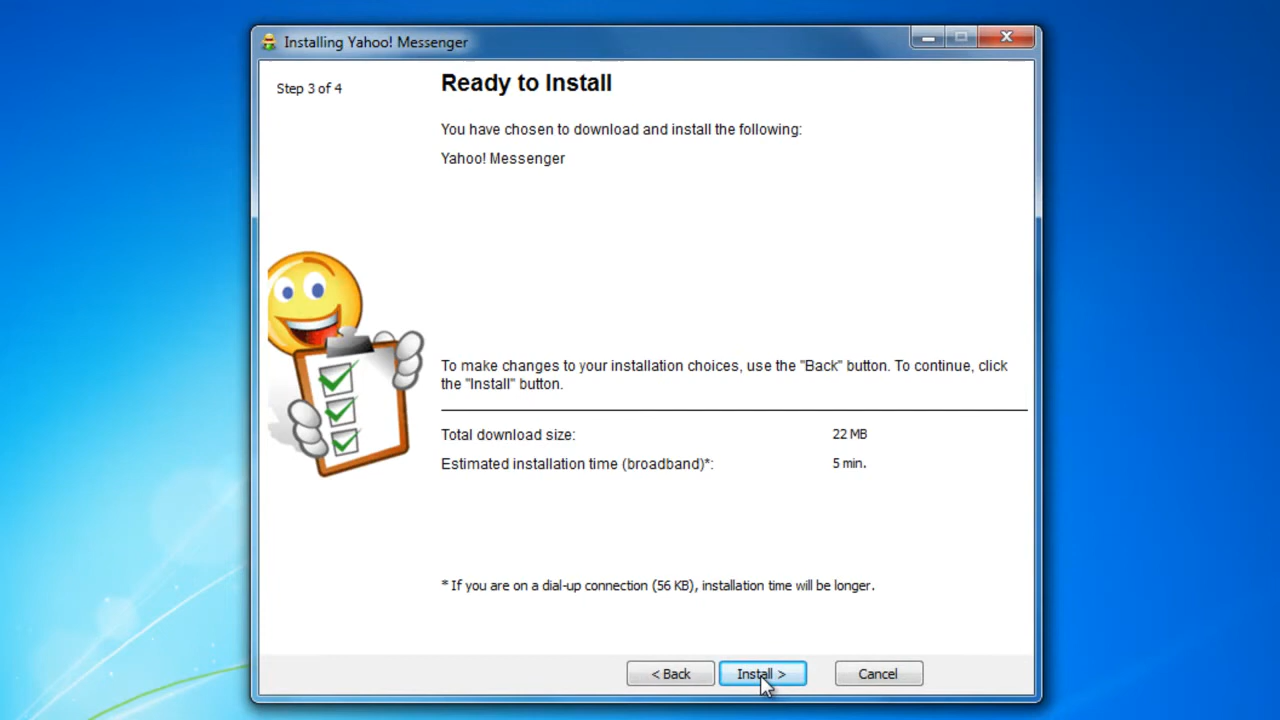 Installing Yahoo! Messenger
Step 3 of 4
Ready to Install
You have chosen to download and install the following:
Yahoo! Messenger
To make changes to your installation choices, use the "Back" button. To continue, click
the "Install" button.
Total download size: 22 MB
Estimated installation time (broadband)*: 5 min.
* If you are on a dial-up connection (56 KB), installation time will be longer.
< Back Install > Cancel